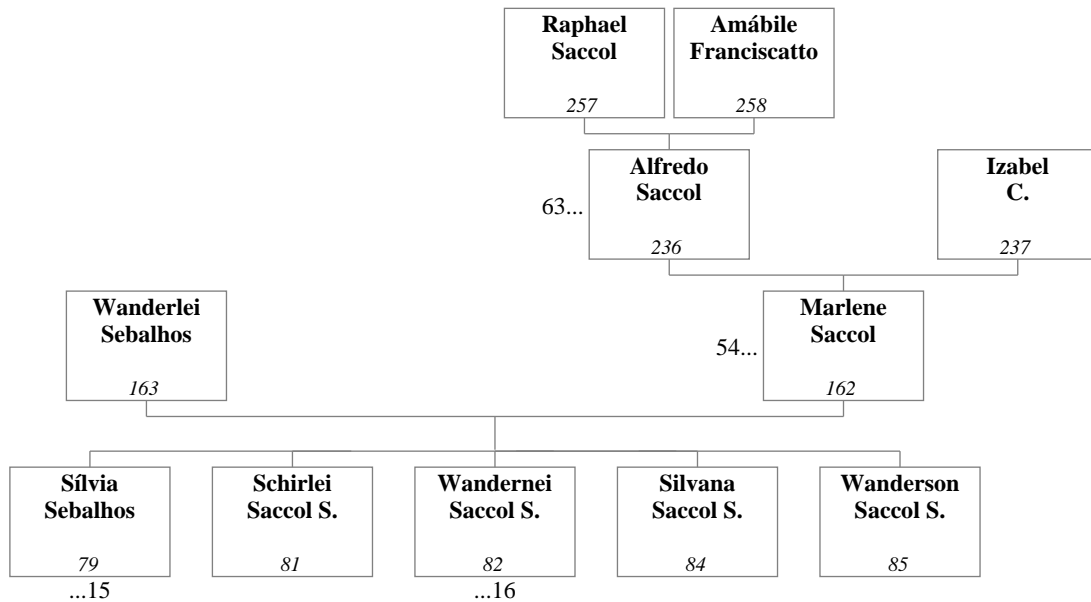 Raphael
Saccol
257
Amábile
Franciscatto
258
63...
Alfredo
Saccol
236
Izabel
C.
237
Wanderlei
Sebalhos
163
54...
Marlene
Saccol
162
Sílvia
Sebalhos
79
...15
Schirlei
Saccol S.
81
Wandernei
Saccol S.
82
...16
Silvana
Saccol S.
84
Wanderson
Saccol S.
85